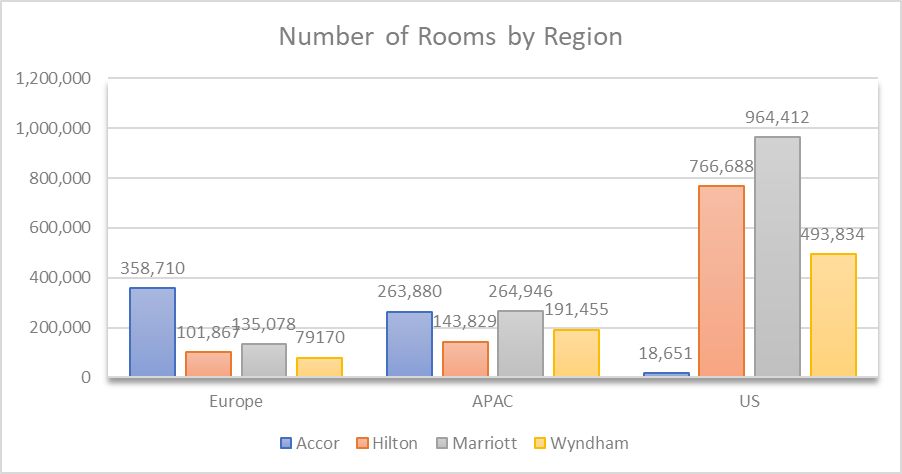 Number of Rooms by Region
1,200,000
1,000,000
800,000
600,000
400,000
200,000
0
358,710
101,867
135,078
79170
263,880
143,829
264,946
191,455
18,651
766,688
964,412
493,834
Europe
APAC
US
Accor
Hilton
Marriott
Wyndham